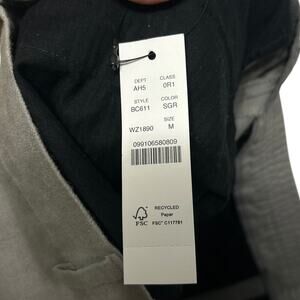 DEPT CLASS
AH5 0R1
STYLE COLOR
BC611 SGR
SIZE
WZ1890 M
099106580809
RECYCLED
Paper
FSC
FSC® C117781